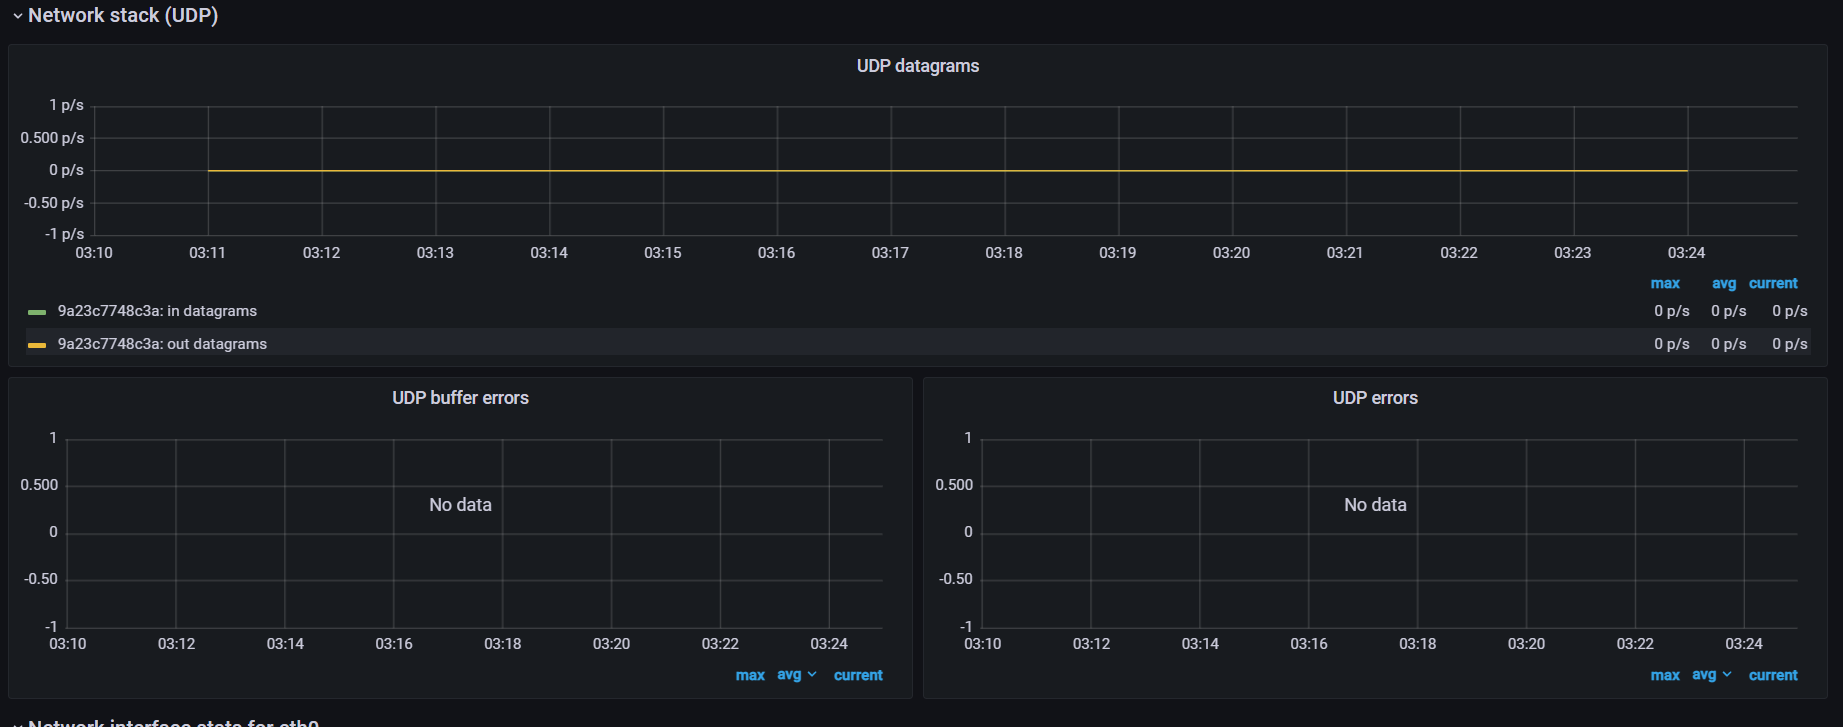 Network stack (UDP)
UDP datagrams
1 p/s
0.500 p/s
0 p/s
-0.50 p/s
-1 p/s
03:10 03:11 03:12 03:13 03:14 03:15 03:16 03:17 03:18 03:19 03:20 03:21 03:22 03:23 03:24
max avg current
9a23c7748c3a: in datagrams 0 p/s 0 p/s 0 p/s
9a23c7748c3a: out datagrams 0 p/s 0 p/s 0 p/s
UDP buffer errors
1
0.500
No data
0
-0.50
-1
03:10 03:12 03:14 03:16 03:18 03:20 03:22 03:24
max avg current
UDP errors
1
0.500
No data
0
-0.50
-1
03:10 03:12 03:14 03:16 03:18 03:20 03:22 03:24
max avg current
Network interface stats for eth0